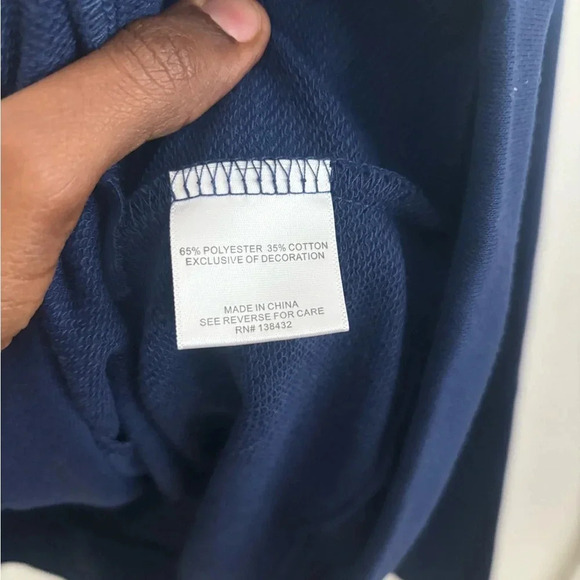 65% POLYESTER 35% COTTON
EXCLUSIVE OF DECORATION
MADE IN CHINA
SEE REVERSE FOR CARE
RN# 138432